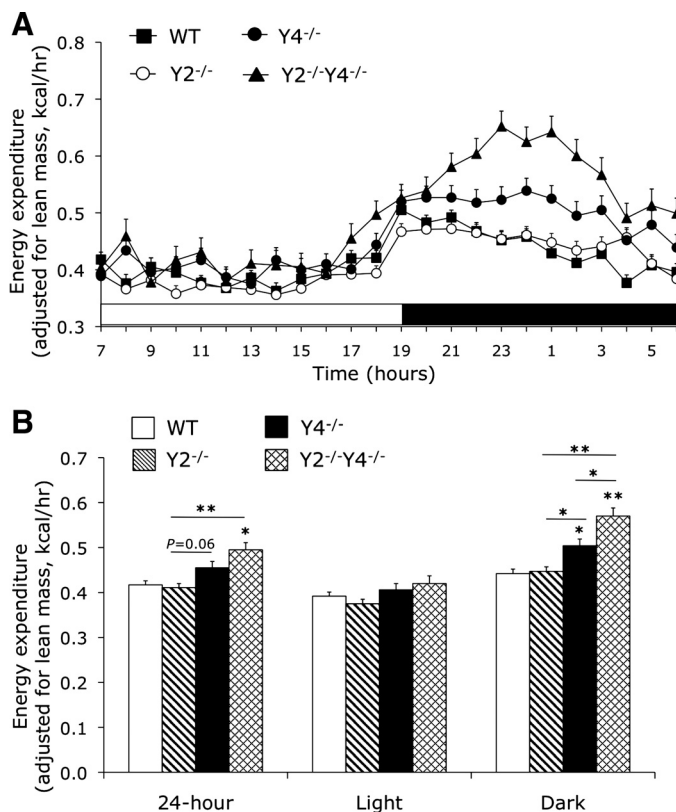 A
WT
Y4-/-
Y2-/-
Y2-/-Y4-/-
Energy expenditure
(adjusted for lean mass, kcal/hr)
0.8
0.7
0.6
0.5
0.4
0.3
7 9 11 13 15 17 19 21 23 1 3 5
Time (hours)
B
WT
Y4-/-
Y2-/-
Y2-/-Y4-/-
Energy expenditure
(adjusted for lean mass, kcal/hr)
0.7
0.6
0.5
0.4
0.3
0.2
0.1
0.0
**
P=0.06
*
**
*
*
*
**
24-hour Light Dark